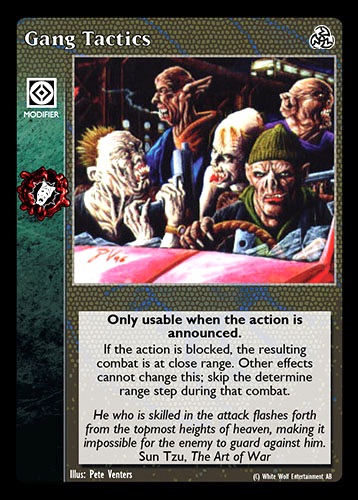 Gang Tactics
MODIFIER
PV96
Only usable when the action is
announced.
If the action is blocked, the resulting
combat is at close range. Other effects
cannot change this; skip the determine
range step during that combat.
He who is skilled in the attack flashes forth
from the topmost heights of heaven, making it
impossible for the enemy to guard against him.
Sun Tzu, The Art of War
Illus: Pete Venters
(C) White Wolf Entertainment AB